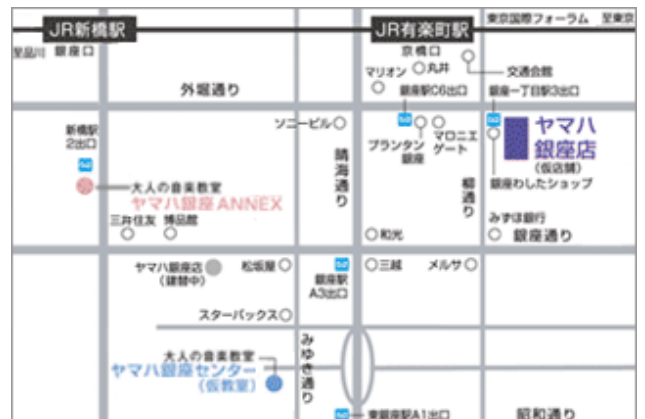 東京国際フォーラム 至東京
JR新橋駅
JR有楽町駅
至品川 銀座口
京橋口
マリオン 丸井
交通会館
外堀通り
銀座駅C6出口
銀座一丁目駅3出口
新橋駅
2出口
ソニービル
プランタン
銀座
マロニエ
ゲート
ヤマハ
銀座店
(仮店舗)
晴海通り
柳通り
銀座わしたショップ
大人の音楽教室
ヤマハ銀座ANNEX
三井住友 博品館
みずほ銀行
和光
銀座通り
ヤマハ銀座店
(建替中)
松坂屋
銀座駅
A3出口
三越
メルサ
スターバックス
みゆき通り
大人の音楽教室
ヤマハ銀座センター
(仮教室)
東銀座駅A1出口
昭和通り